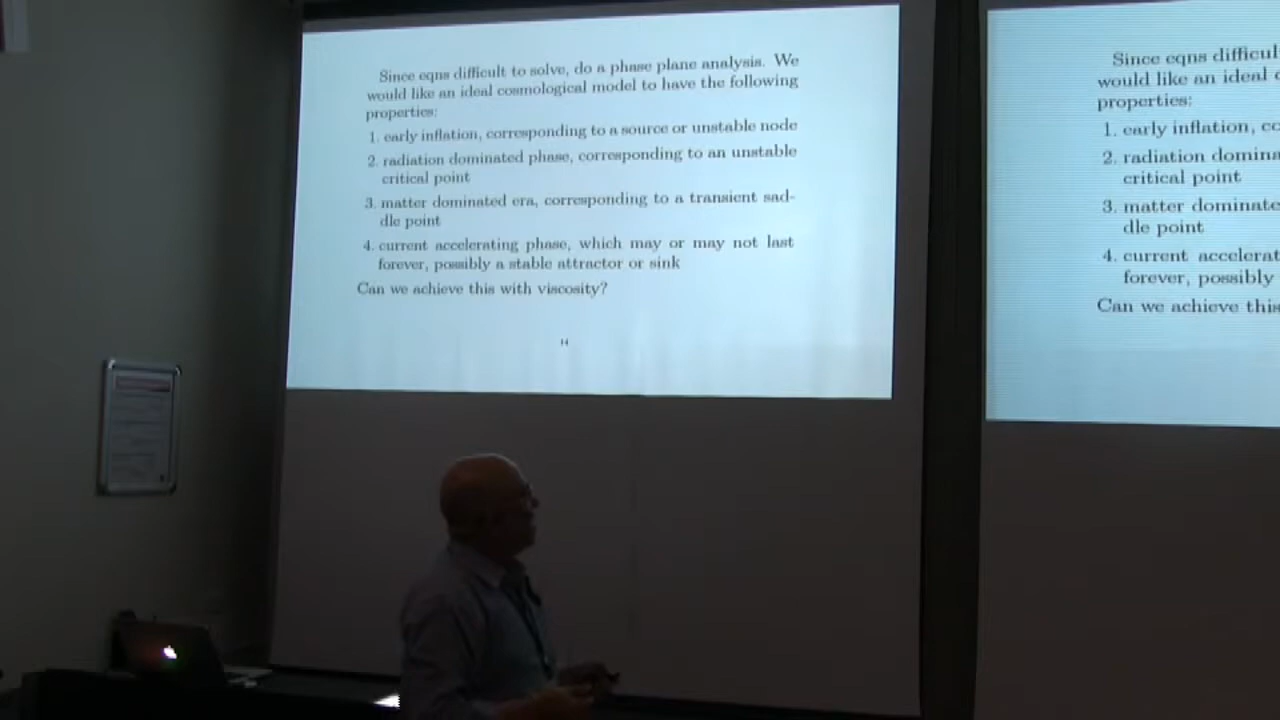 Since eqns difficult to solve, do a phase plane analysis. We
would like an ideal cosmological model to have the following
properties:
1. early inflation, corresponding to a source or unstable node
2. radiation dominated phase, corresponding to an unstable
critical point
3. matter dominated era, corresponding to a transient sad-
dle point
4. current accelerating phase, which may or may not last
forever, possibly a stable attractor or sink
Can we achieve this with viscosity?
14
Since eqns difficul
would like an ideal c
properties:
1. early inflation, co
2. radiation domina
critical point
3. matter dominate
dle point
4. current accelerat
forever, possibly
Can we achieve this